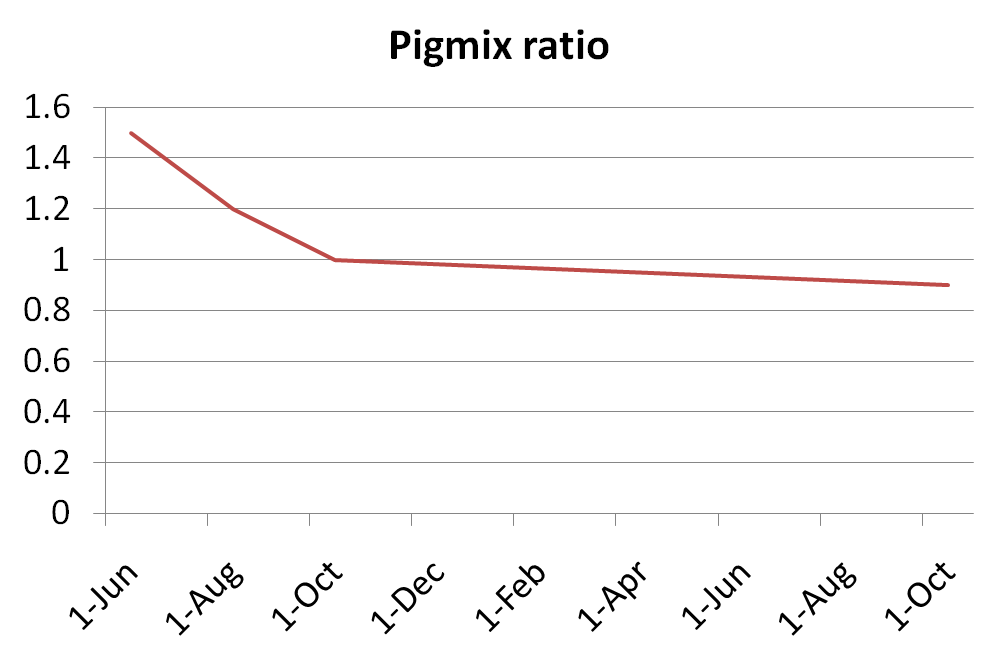 Pigmix ratio
1.6
1.4
1.2
1
0.8
0.6
0.4
0.2
0
1-Jun
1-Aug
1-Oct
1-Dec
1-Feb
1-Apr
1-Jun
1-Aug
1-Oct